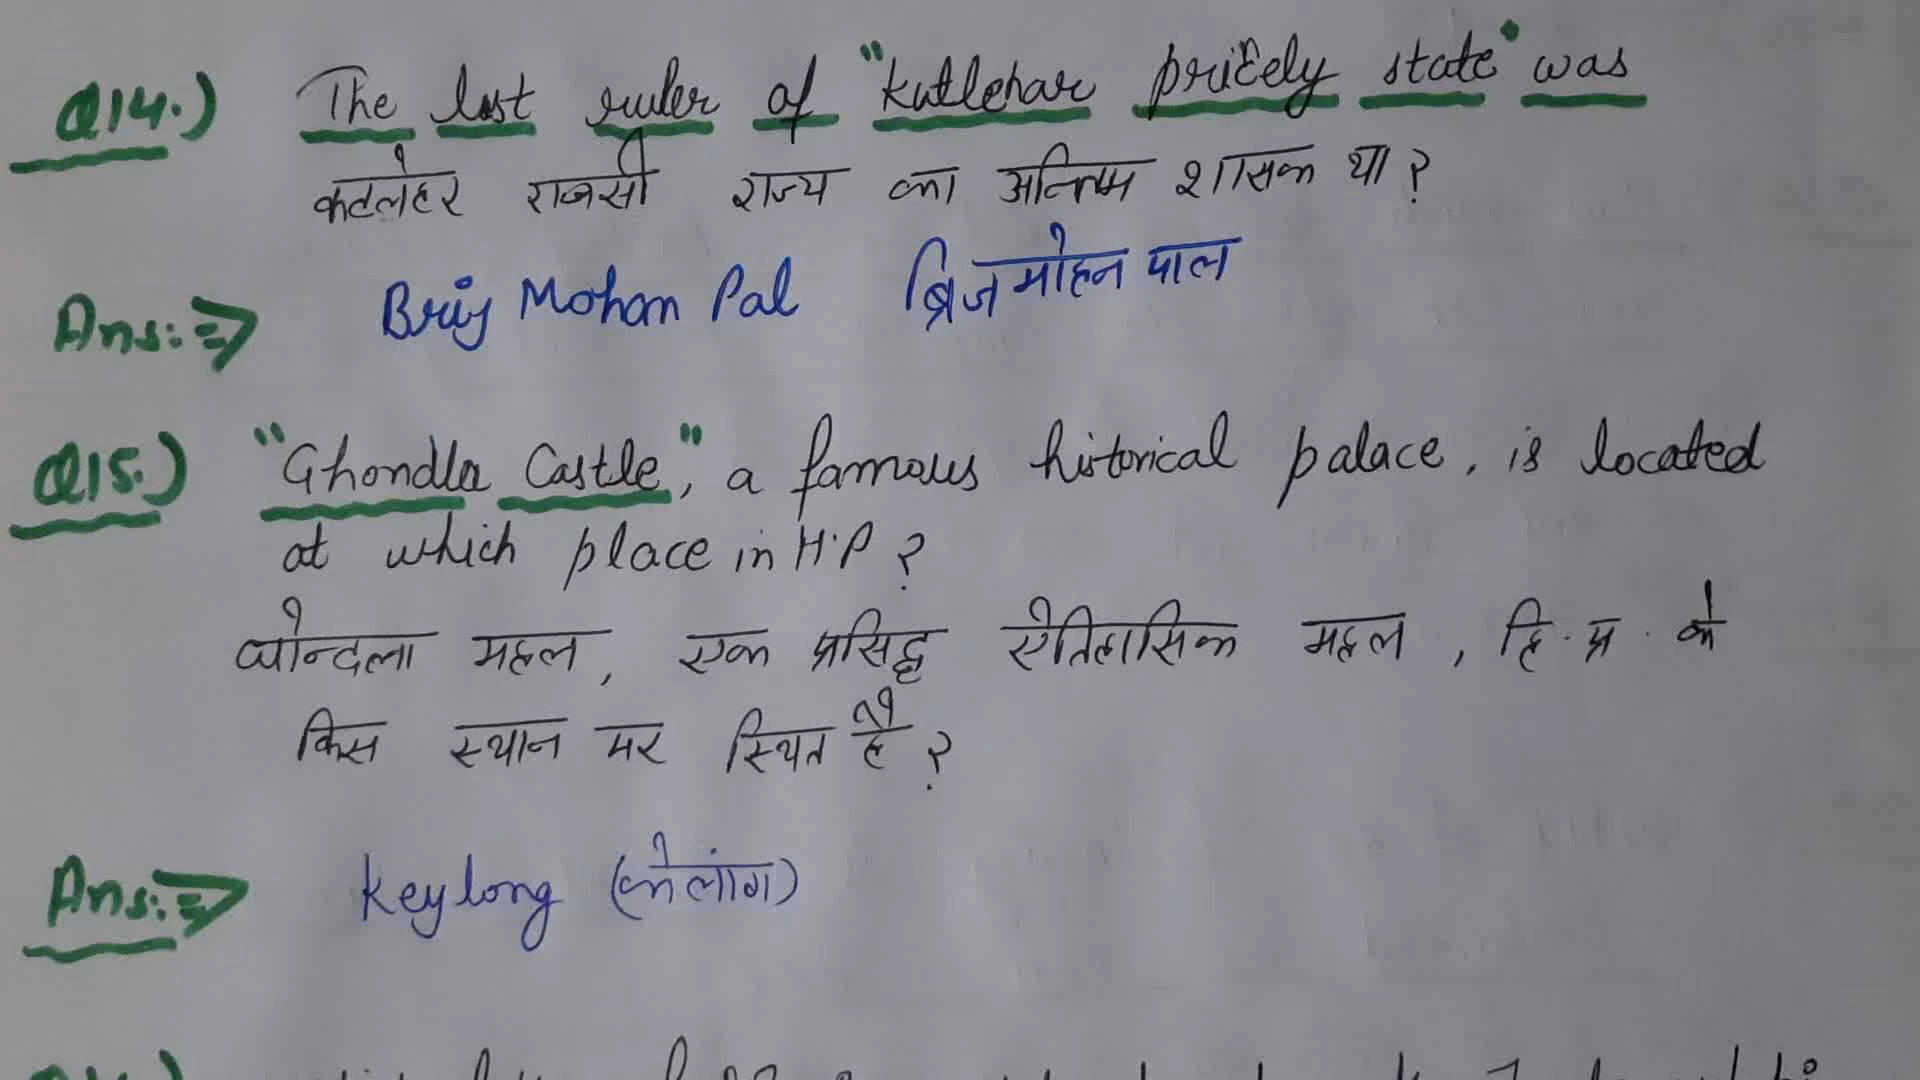 Q14.) The last ruler of "Kutlehar pricely state" was
कटलेहर राजसी राज्य का अन्तिम शासक था ?
Ans:⇒ Brij Mohan Pal ब्रिजमोहन पाल
Q15.) "Ghondla Castle", a famous historical palace, is located
at which place in H.P ?
घोन्दला महल, एक प्रसिद्ध ऐतिहासिक महल, हि.प्र. के
किस स्थान पर स्थित है ?
Ans:⇒ Keylong (केलांग)